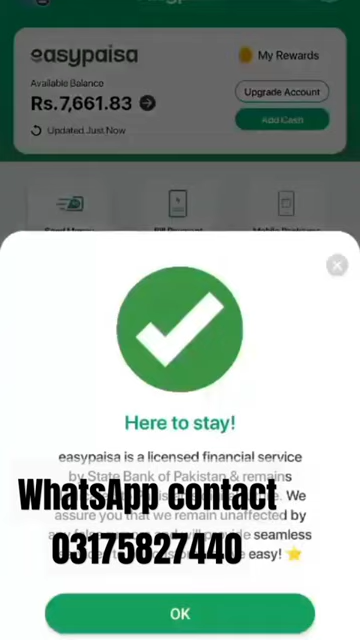 easypaisa
My Rewards
Available Balance
Rs.7,661.83
Upgrade Account
Add Cash
Updated Just Now
Here to stay!
easypaisa is a licensed financial service
by State Bank of Pakistan & remains
We
WhatsApp contact
assure you that we remain unaffected by
seamless
03175827440
easy! ⭐
OK